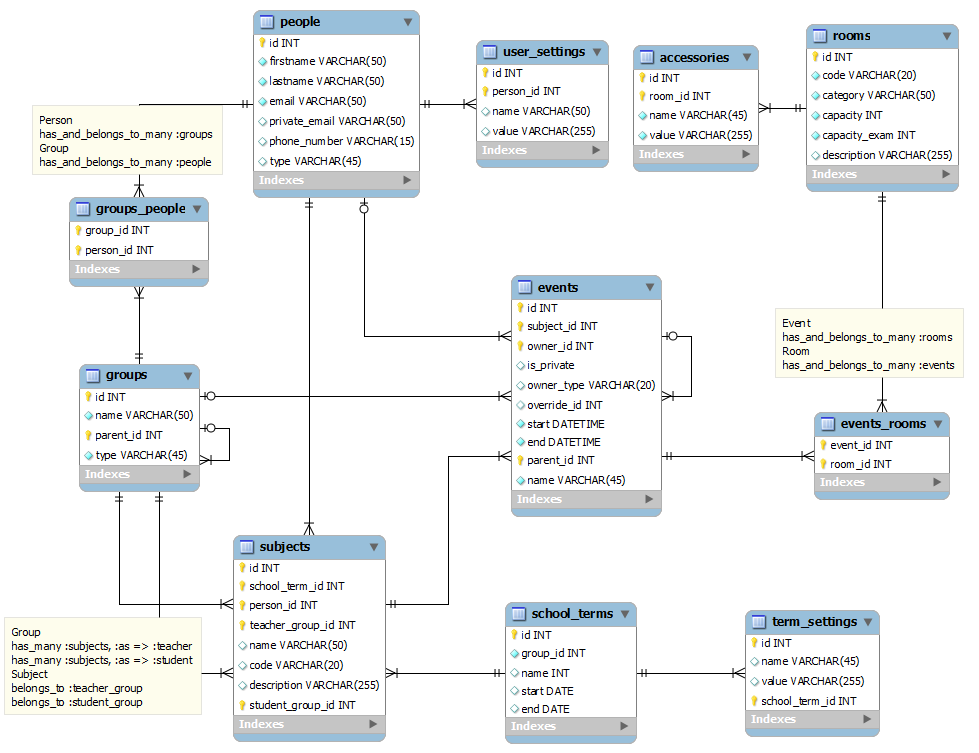 people
id INT
firstname VARCHAR(50)
lastname VARCHAR(50)
email VARCHAR(50)
private_email VARCHAR(50)
phone_number VARCHAR(15)
type VARCHAR(45)
Indexes
user_settings
id INT
person_id INT
name VARCHAR(50)
value VARCHAR(255)
Indexes
accessories
id INT
room_id INT
name VARCHAR(45)
value VARCHAR(255)
Indexes
rooms
id INT
code VARCHAR(20)
category VARCHAR(50)
capacity INT
capacity_exam INT
description VARCHAR(255)
Indexes
Person
has_and_belongs_to_many :groups
Group
has_and_belongs_to_many :people
groups_people
group_id INT
person_id INT
Indexes
events
id INT
subject_id INT
owner_id INT
is_private
owner_type VARCHAR(20)
override_id INT
start DATETIME
end DATETIME
parent_id INT
name VARCHAR(45)
Indexes
Event
has_and_belongs_to_many :rooms
Room
has_and_belongs_to_many :events
groups
id INT
name VARCHAR(50)
parent_id INT
type VARCHAR(45)
Indexes
events_rooms
event_id INT
room_id INT
Indexes
subjects
id INT
school_term_id INT
person_id INT
teacher_group_id INT
name VARCHAR(50)
code VARCHAR(20)
description VARCHAR(255)
student_group_id INT
Indexes
Group
has_many :subjects, :as => :teacher
has_many :subjects, :as => :student
Subject
belongs_to :teacher_group
belongs_to :student_group
school_terms
id INT
group_id INT
name INT
start DATE
end DATE
Indexes
term_settings
id INT
name VARCHAR(45)
value VARCHAR(255)
school_term_id INT
Indexes